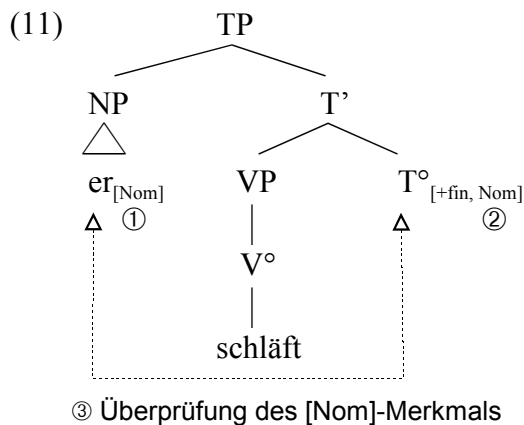 (11) TP
NP T’
er[Nom] VP T°[+fin, Nom]
① ②
V°
schläft
③ Überprüfung des [Nom]-Merkmals